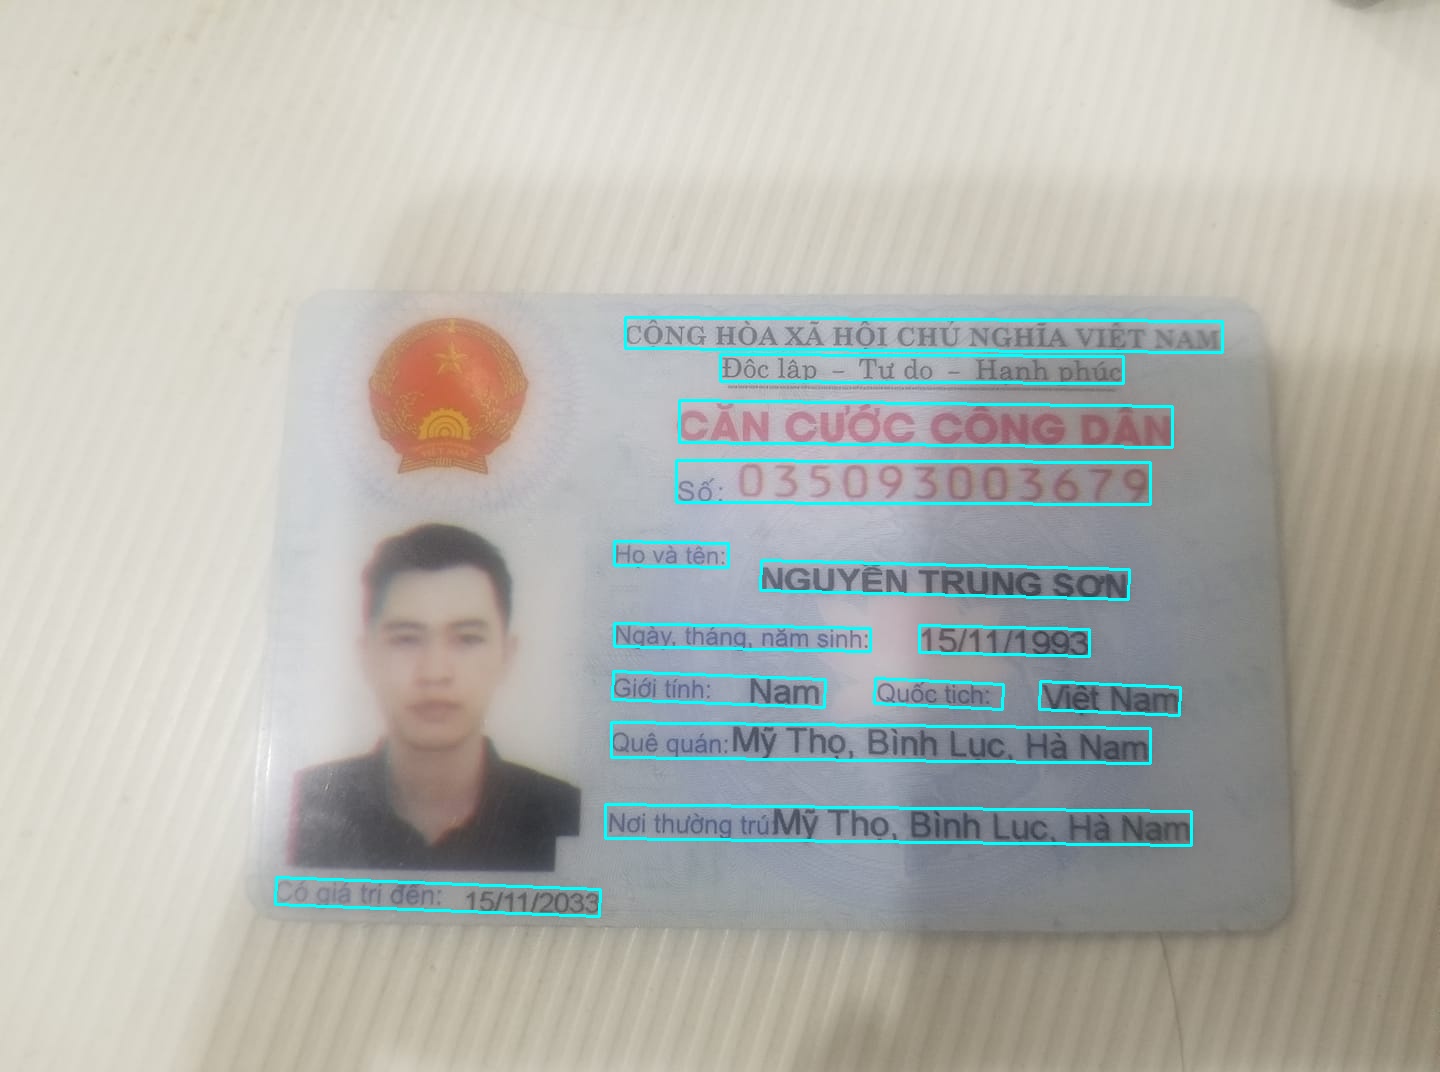 CỘNG HÒA XÃ HỘI CHỦ NGHĨA VIỆT NAM
Độc lập – Tự do – Hạnh phúc
CĂN CƯỚC CÔNG DÂN
Số: 035093003679
Họ và tên: NGUYỄN TRUNG SƠN
Ngày, tháng, năm sinh: 15/11/1993
Giới tính: Nam Quốc tịch: Việt Nam
Quê quán: Mỹ Thọ, Bình Lục, Hà Nam
Nơi thường trú: Mỹ Thọ, Bình Lục, Hà Nam
Có giá trị đến: 15/11/2033